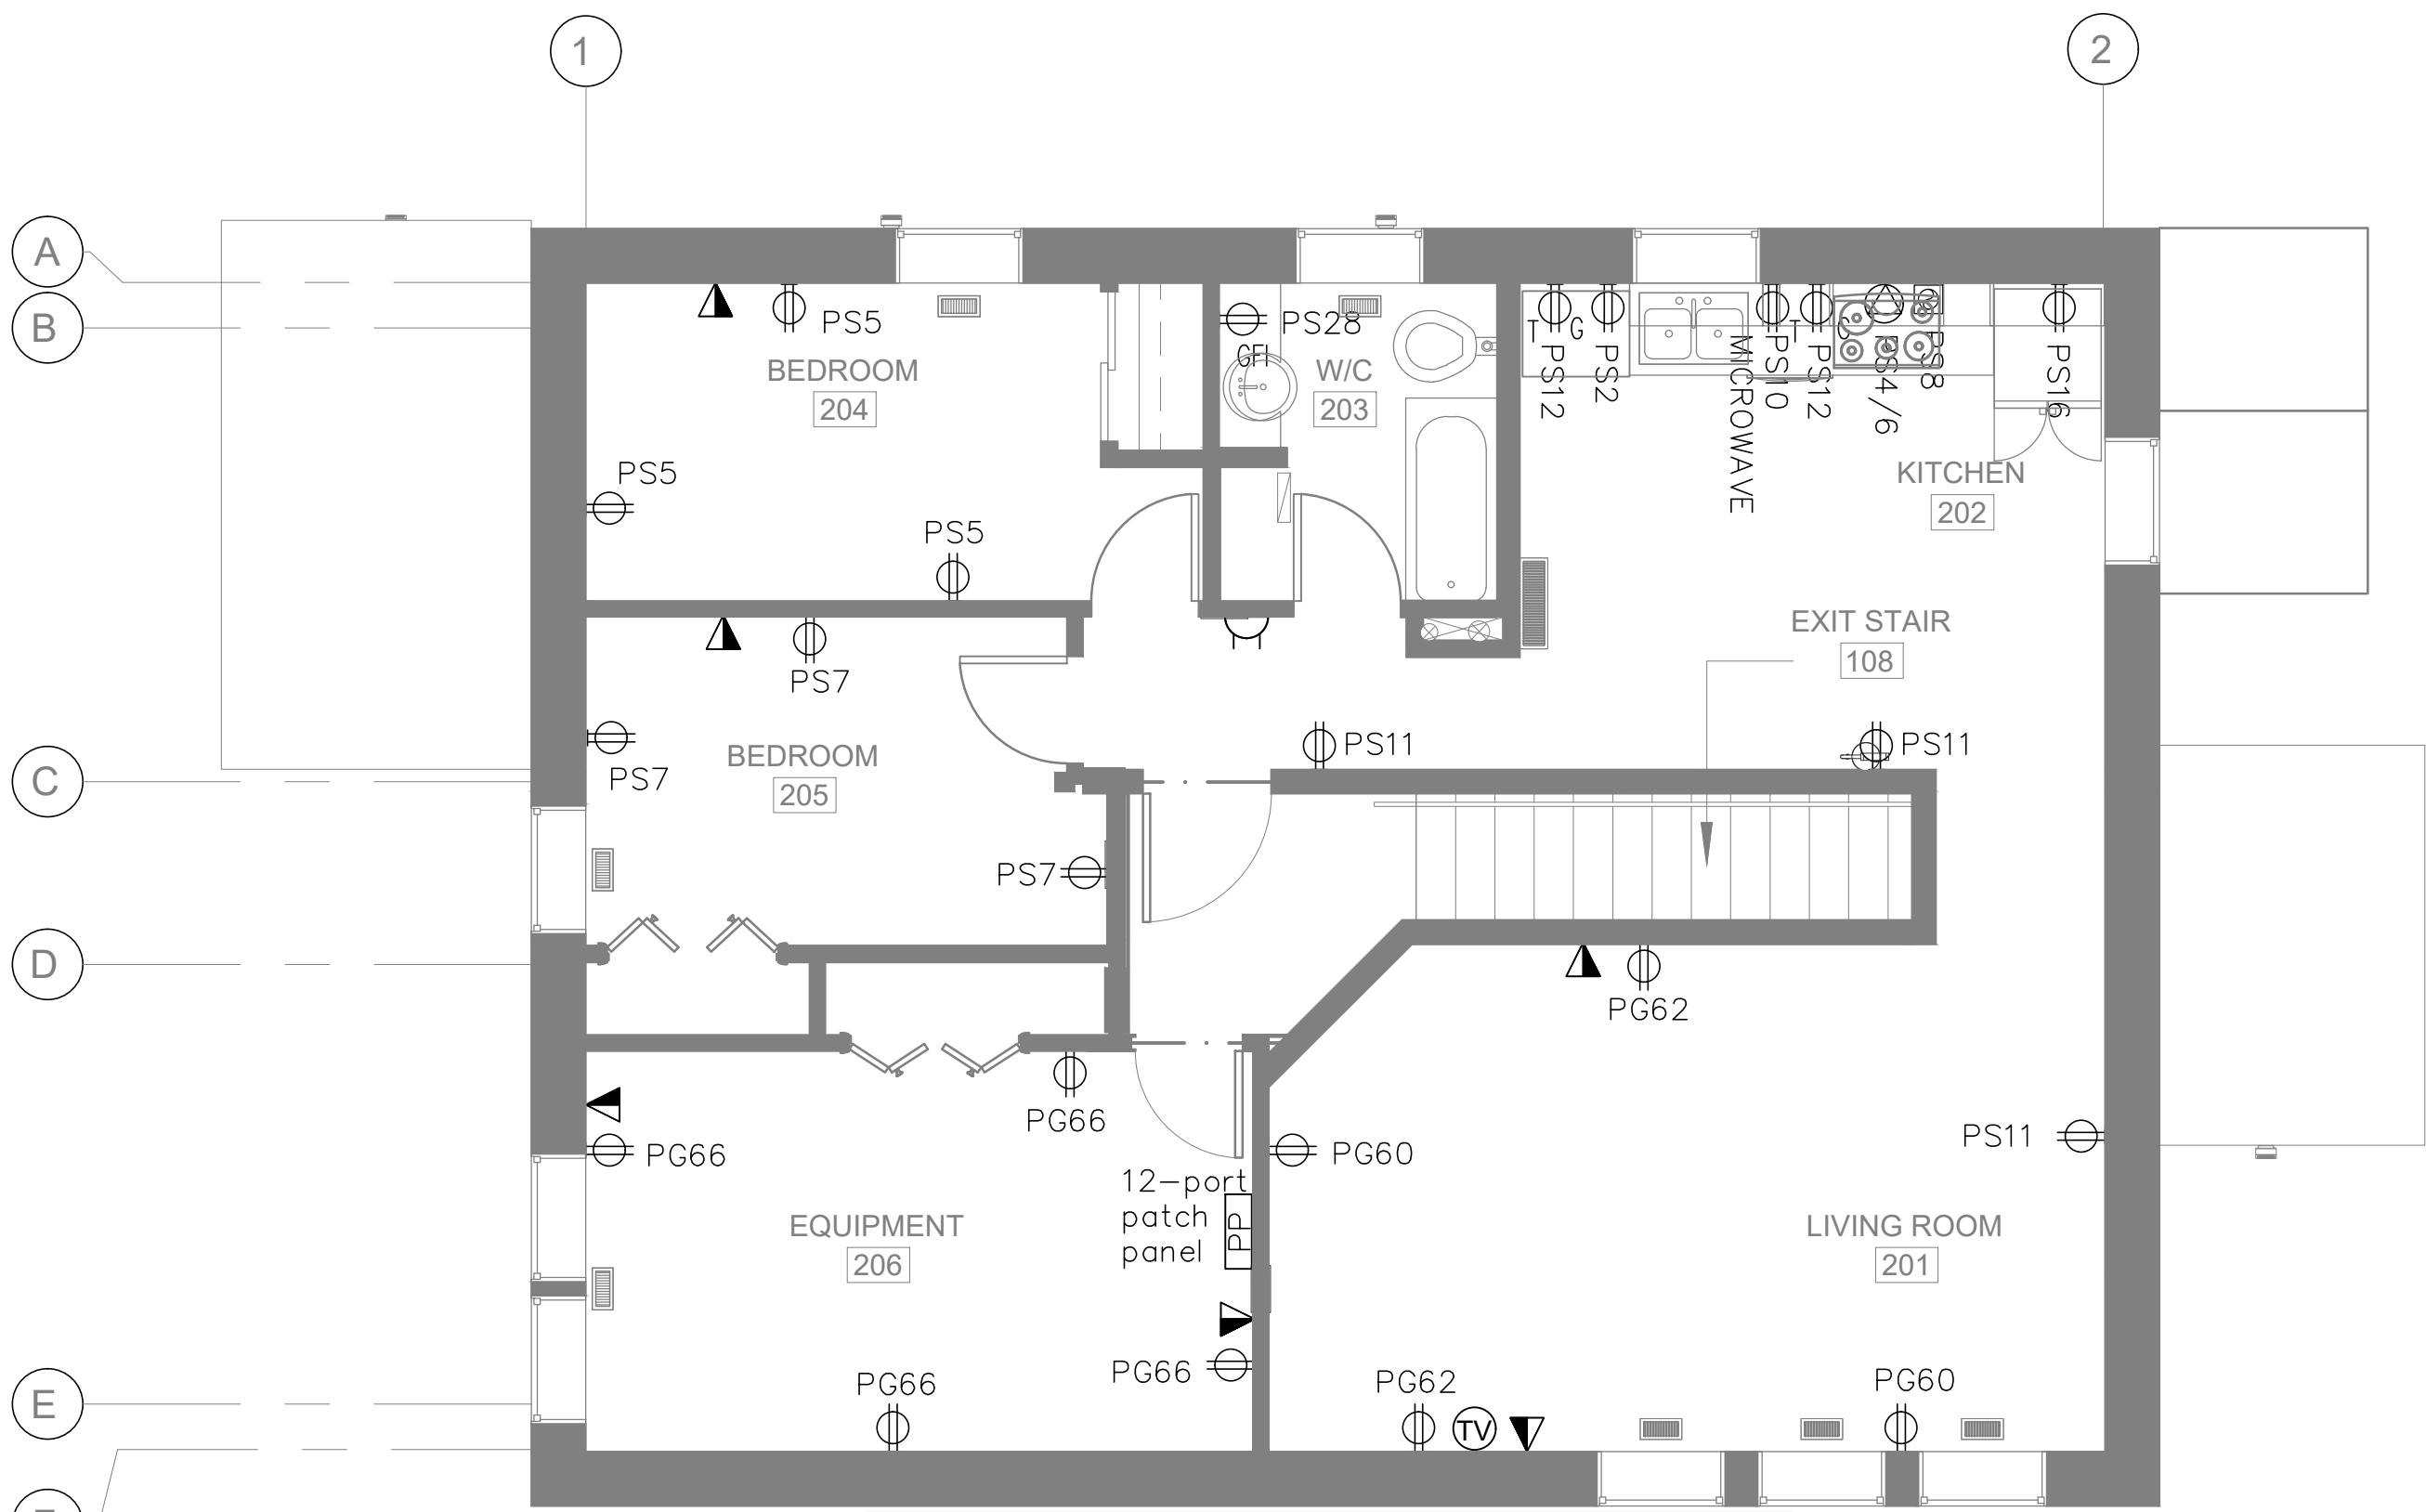 1
2
A
B
PS5
PS28
GFI
BEDROOM
204
W/C
203
T
G
PS12
PS2
MICROWAVE
PS10
T
PS12
G
PS4/6
PS8
PS16
KITCHEN
202
PS5
PS5
EXIT STAIR
108
PS7
PS7
BEDROOM
205
PS11
PS11
C
PS7
D
PG62
PG66
PG66
PG60
PS11
12-port
patch
panel
PP
EQUIPMENT
206
LIVING ROOM
201
PG66
PG66
PG62
TV
PG60
E